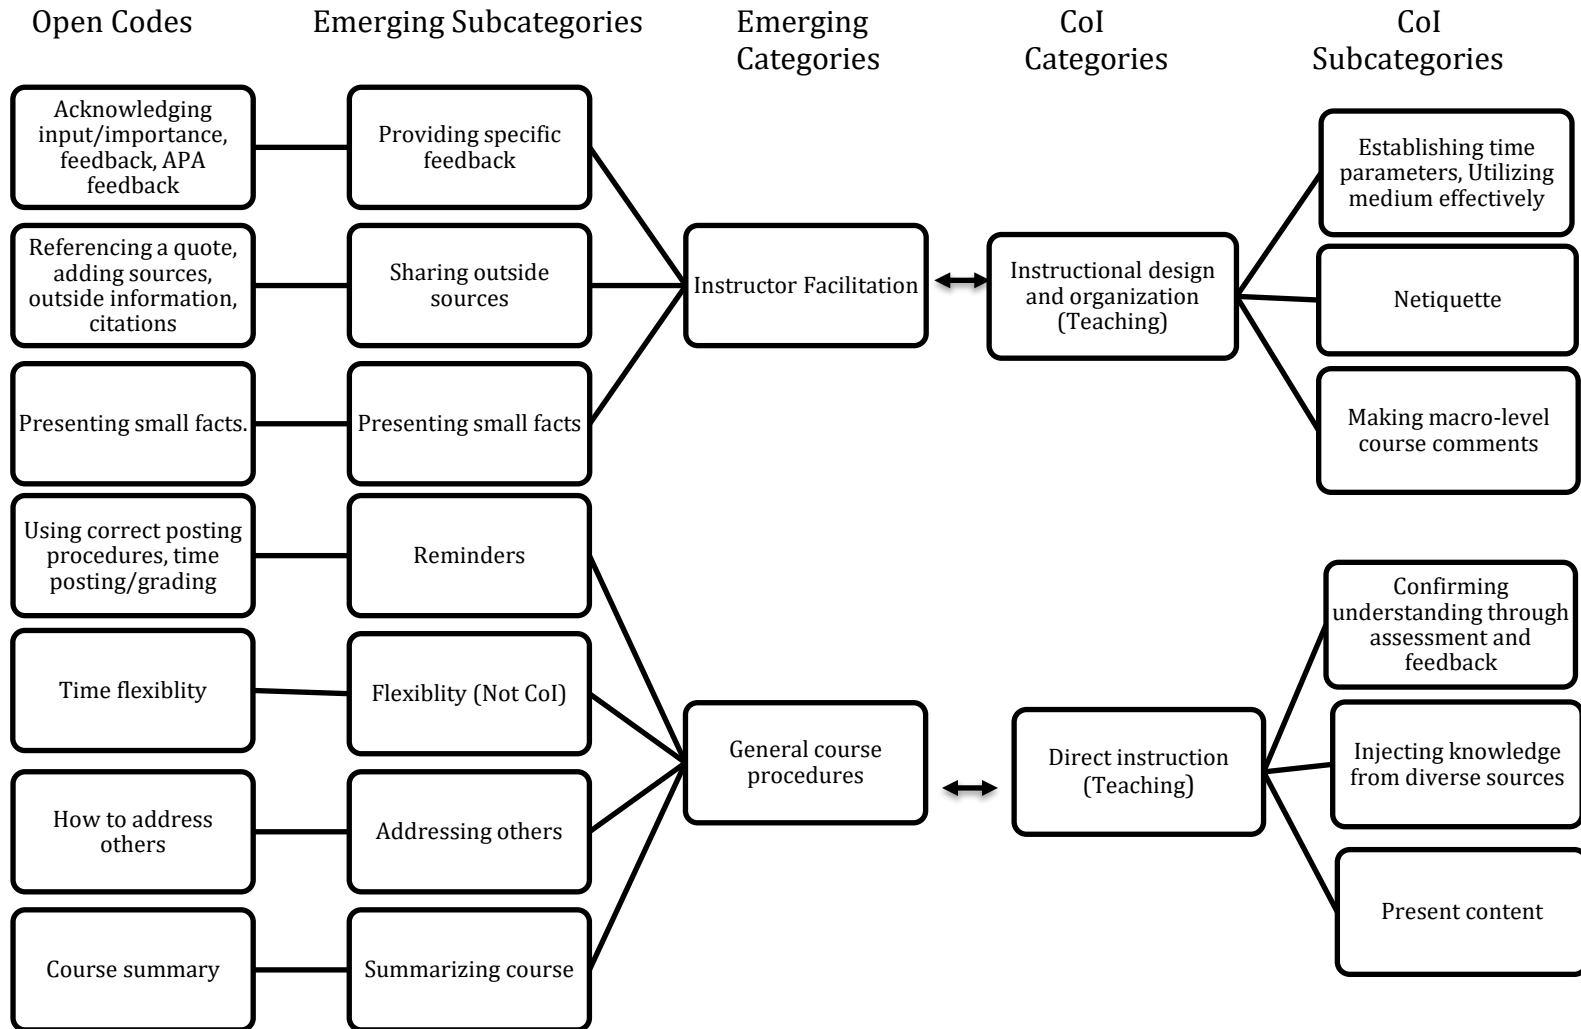 Open Codes
Emerging Subcategories
Emerging
Categories
CoI
Categories
CoI
Subcategories
Acknowledging
input/importance,
feedback, APA
feedback
Providing specific
feedback
Referencing a quote,
adding sources,
outside information,
citations
Sharing outside
sources
Presenting small facts.
Presenting small facts
Using correct posting
procedures, time
posting/grading
Reminders
Time flexiblity
Flexiblity (Not CoI)
How to address
others
Addressing others
Course summary
Summarizing course
Instructor Facilitation
General course
procedures
Instructional design
and organization
(Teaching)
Direct instruction
(Teaching)
Establishing time
parameters, Utilizing
medium effectively
Netiquette
Making macro-level
course comments
Confirming
understanding through
assessment and
feedback
Injecting knowledge
from diverse sources
Present content